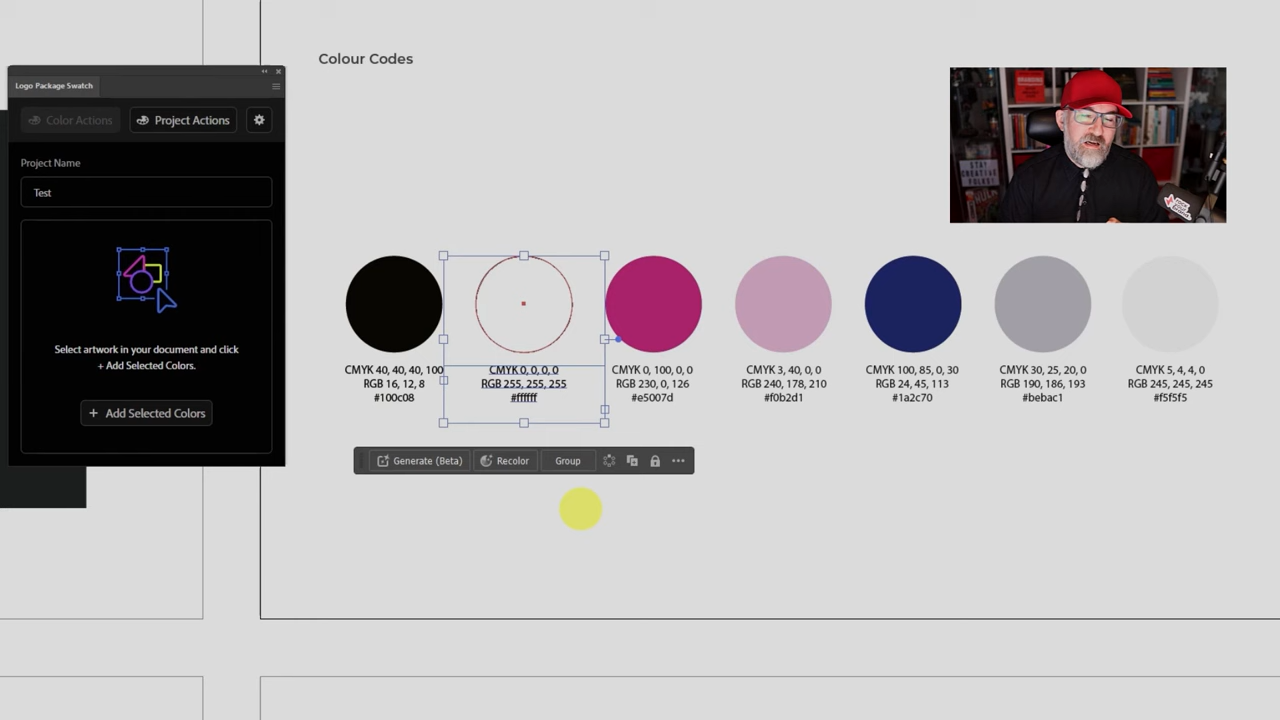 Colour Codes
Logo Package Swatch
Color Actions
Project Actions
Project Name
Test
Select artwork in your document and click
+ Add Selected Colors.
+ Add Selected Colors
CMYK 40, 40, 40, 100
RGB 16, 12, 8
#100c08
CMYK 0, 0, 0, 0
RGB 255, 255, 255
#ffffff
CMYK 0, 100, 0, 0
RGB 230, 0, 126
#e5007d
CMYK 3, 40, 0, 0
RGB 240, 178, 210
#f0b2d1
CMYK 100, 85, 0, 30
RGB 24, 45, 113
#1a2c70
CMYK 30, 25, 20, 0
RGB 190, 186, 193
#bebac1
CMYK 5, 4, 4, 0
RGB 245, 245, 245
#f5f5f5
Generate (Beta)
Recolor
Group
STAY
CREATIVE
FOLKS!